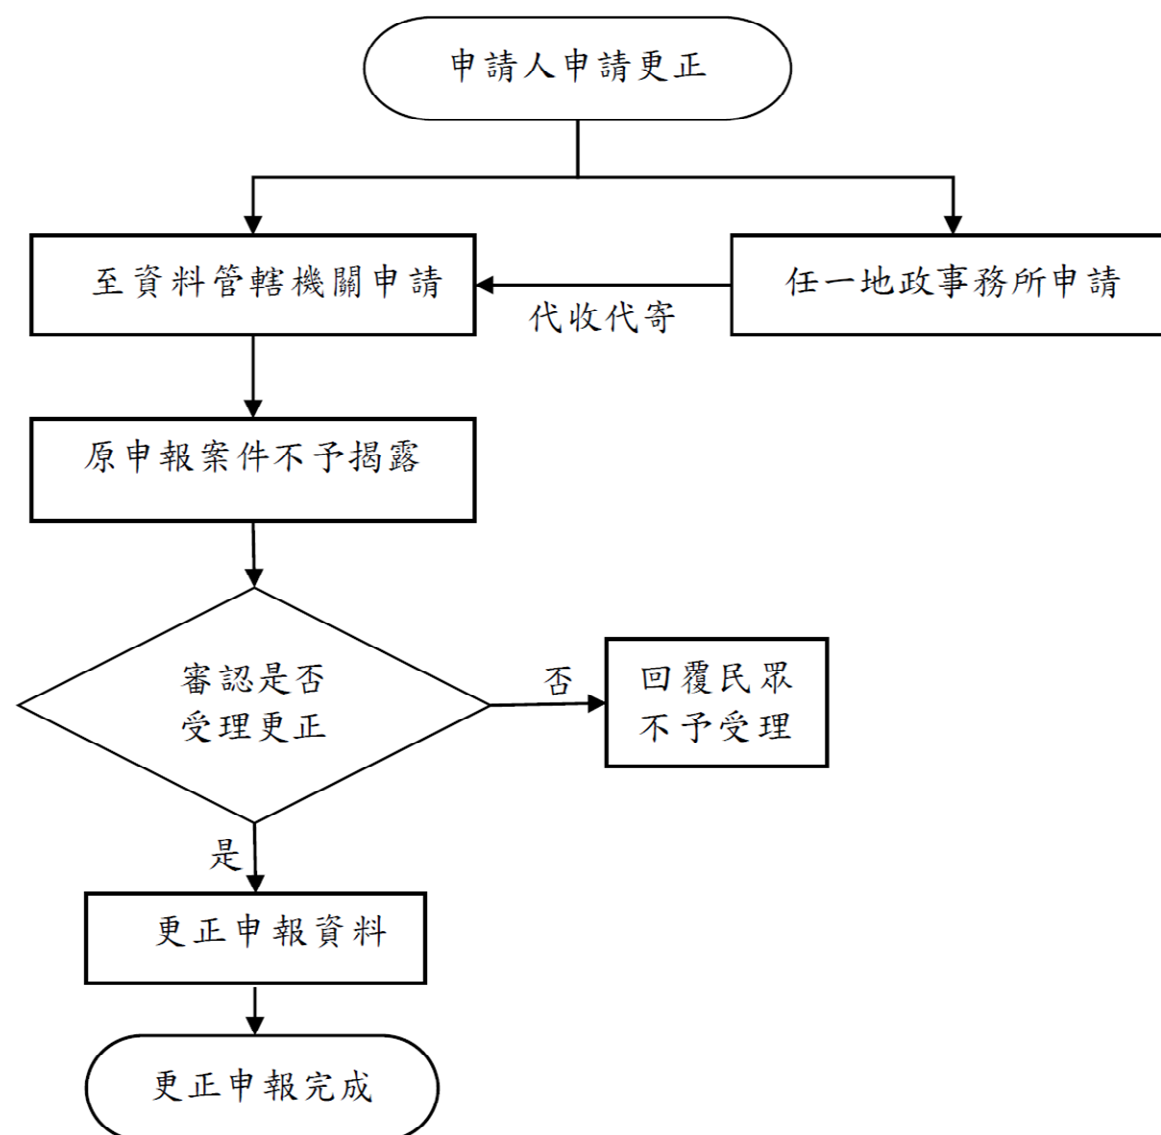 申請人申請更正
至資料管轄機關申請
任一地政事務所申請
代收代寄
原申報案件不予揭露
審認是否
受理更正
否
回覆民眾
不予受理
是
更正申報資料
更正申報完成